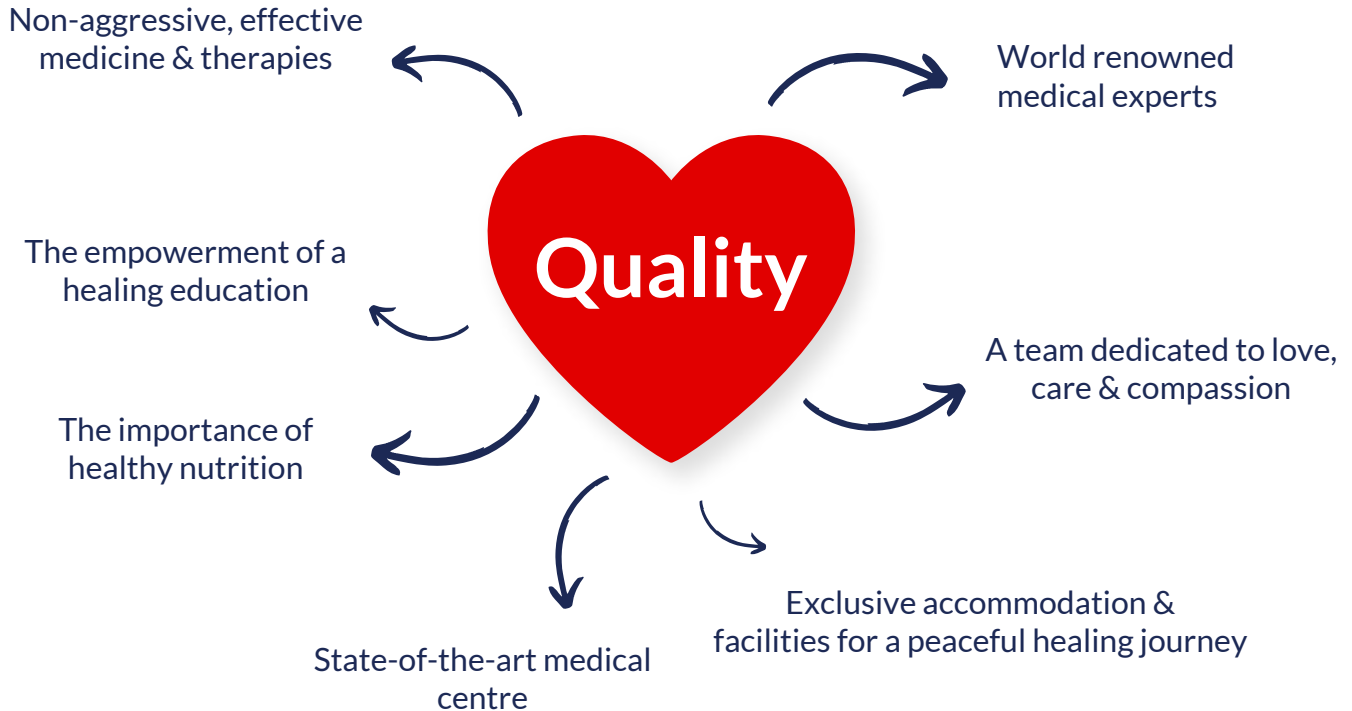 Non-aggressive, effective
medicine & therapies
World renowned
medical experts
Quality
The empowerment of a
healing education
A team dedicated to love,
care & compassion
The importance of
healthy nutrition
Exclusive accommodation &
facilities for a peaceful healing journey
State-of-the-art medical
centre